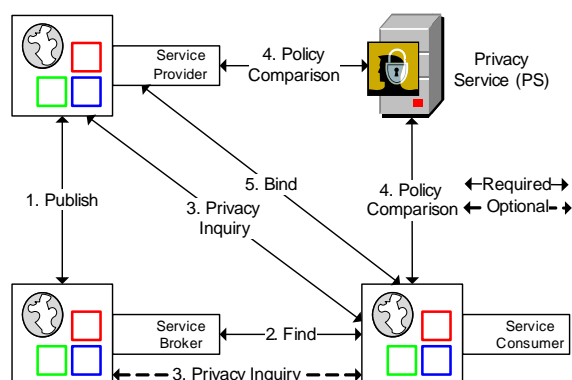 Service
Provider
4. Policy
Comparison
Privacy
Service (PS)
1. Publish
5. Bind
3. Privacy
Inquiry
4. Policy
Comparison
Required
Optional
Service
Broker
2. Find
Service
Consumer
3. Privacy Inquiry